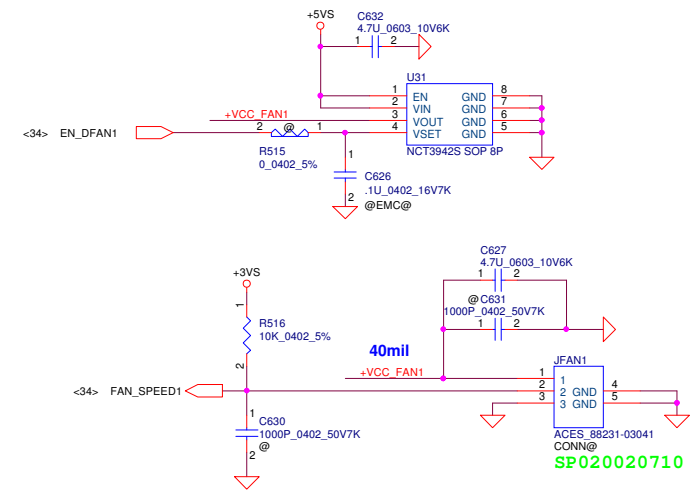 +5VS
C632
4.7U_0603_10V6K
1 2
U31
1 EN GND 8
2 VIN GND 7
+VCC_FAN1 3 VOUT GND 6
<34> EN_DFAN1 2 @ 1 4 VSET GND 5
NCT3942S SOP 8P
R515
0_0402_5%
1
C626
.1U_0402_16V7K
2
@EMC@
C627
4.7U_0603_10V6K
1 2
+3VS
@ C631
1000P_0402_50V7K
1 2
1
R516
10K_0402_5%
2
40mil
JFAN1
+VCC_FAN1 1 1
<34> FAN_SPEED1 2 2 GND 4
3 3 GND 5
1
C630
1000P_0402_50V7K
@
2
ACES_88231-03041
CONN@
SP020020710